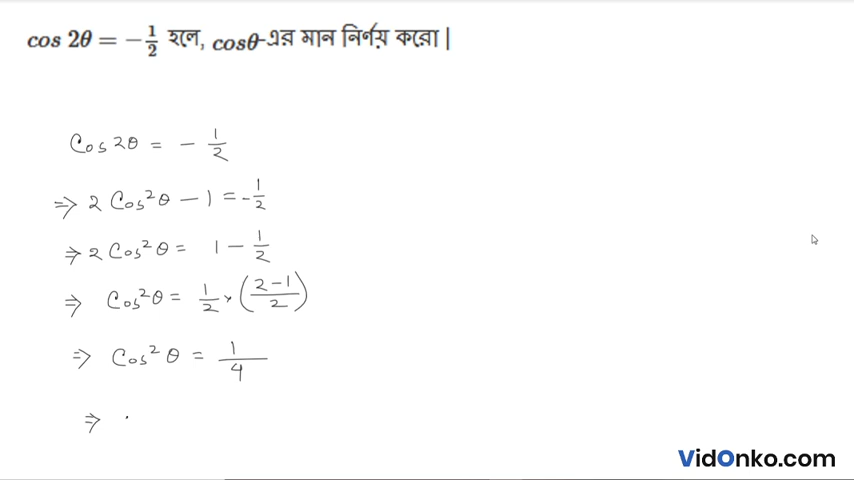 cos 2θ = −1/2 হলে, cosθ-এর মান নির্ণয় করো |
Cos 2θ = − 1/2
⇒ 2 Cos²θ − 1 = -1/2
⇒ 2 Cos²θ = 1 − 1/2
⇒ Cos²θ = 1/2 × (2−1/2)
⇒ Cos²θ = 1/4
⇒
VidOnko.com